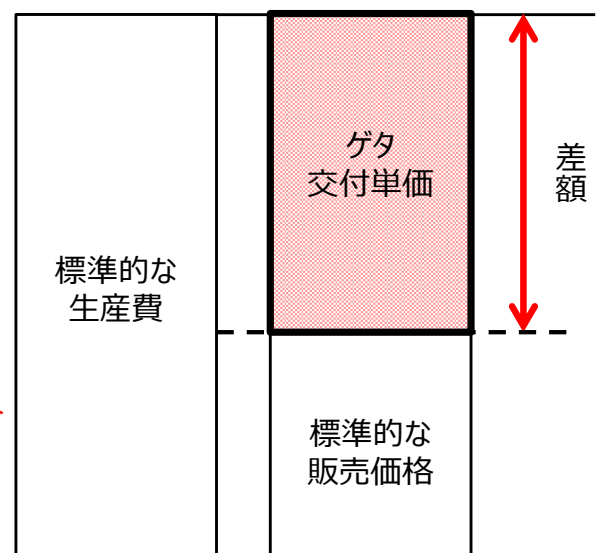 標準的な
生産費
ゲタ
交付単価
標準的な
販売価格
差額